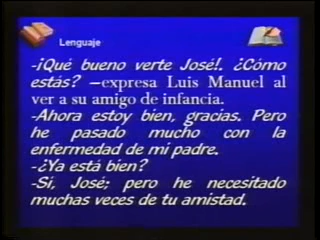 Lenguaje
-¡Qué bueno verte José!. ¿Cómo
estás? –expresa Luis Manuel al
ver a su amigo de infancia.
-Ahora estoy bien, gracias. Pero
he pasado mucho con la
enfermedad de mi padre.
-¿Ya está bien?
-Sí, José; pero he necesitado
muchas veces de tu amistad.